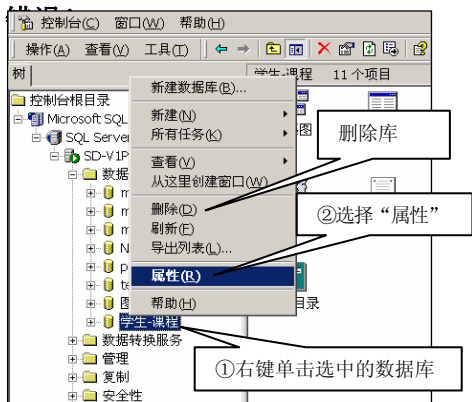 控制台(C) 窗口(W) 帮助(H)
操作(A) 查看(V) 工具(T)
树
学生-课程 11 个项目
控制台根目录
Microsoft SQL
SQL Serve
SD-V1P
数据
图
学生-课程
数据转换服务
管理
复制
安全性
新建数据库(B)...
新建(N)
所有任务(K)
查看(V)
从这里创建窗口(W)
删除(D)
刷新(F)
导出列表(L)...
属性(R)
帮助(H)
图
目录
删除库
②选择“属性”
①右键单击选中的数据库